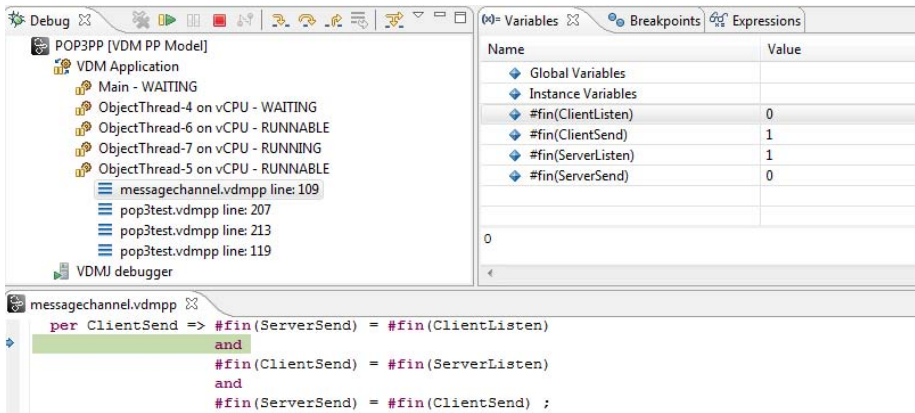 Debug
POP3PP [VDM PP Model]
VDM Application
Main - WAITING
ObjectThread-4 on vCPU - WAITING
ObjectThread-6 on vCPU - RUNNABLE
ObjectThread-7 on vCPU - RUNNING
ObjectThread-5 on vCPU - RUNNABLE
messagechannel.vdmpp line: 109
pop3test.vdmpp line: 207
pop3test.vdmpp line: 213
pop3test.vdmpp line: 119
VDMJ debugger
(x)= Variables Breakpoints Expressions
Name Value
Global Variables
Instance Variables
#fin(ClientListen) 0
#fin(ClientSend) 1
#fin(ServerListen) 1
#fin(ServerSend) 0
0
messagechannel.vdmpp
per ClientSend => #fin(ServerSend) = #fin(ClientListen)
and
#fin(ClientSend) = #fin(ServerListen)
and
#fin(ServerSend) = #fin(ClientSend) ;